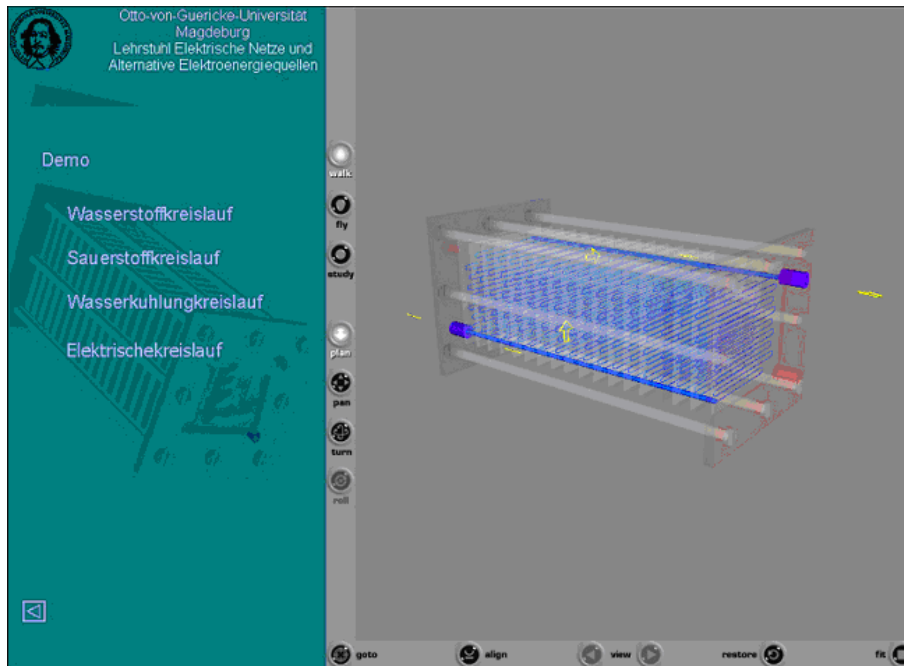 Otto-von-Guericke-Universität
Magdeburg
Lehrstuhl Elektrische Netze und
Alternative Elektroenergiequellen
Demo
Wasserstoffkreislauf
Sauerstoffkreislauf
Wasserkuhlungkreislauf
Elektrischekreislauf
walk
fly
study
plan
pan
turn
roll
goto
align
view
restore
fit